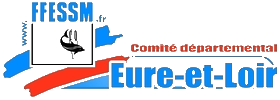 www.
FFESSM
.fr
Comité départemental
Eure-et-Loir